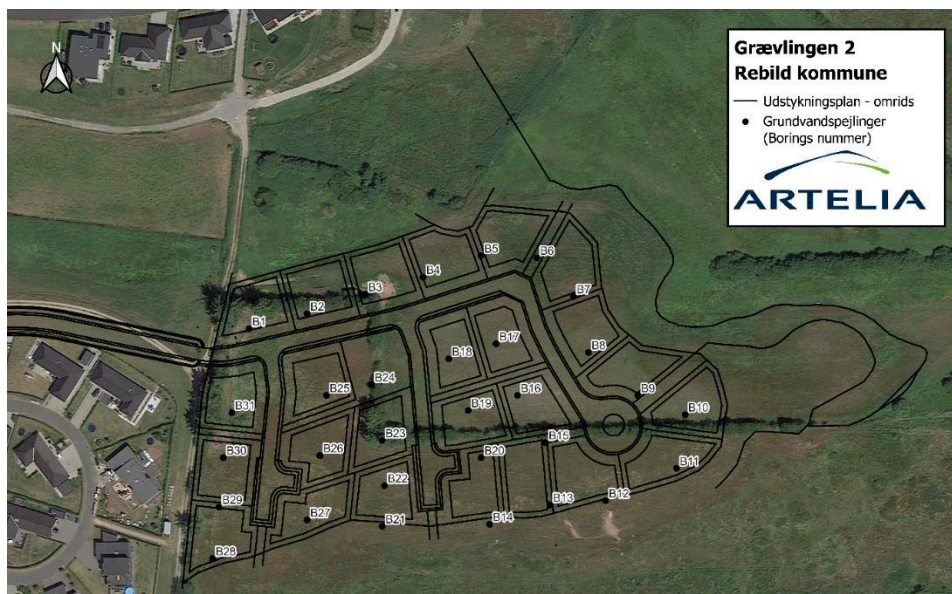 N
Grævlingen 2
Rebild kommune
Udstykningsplan - omrids
Grundvandspejlinger
(Borings nummer)
ARTELIA
B5
B6
B4
B3
B7
B2
B1
B17
B8
B18
B24
B25
B16
B9
B31
B19
B10
B23
B15
B30
B26
B20
B11
B22
B29
B13
B12
B27
B21
B14
B28